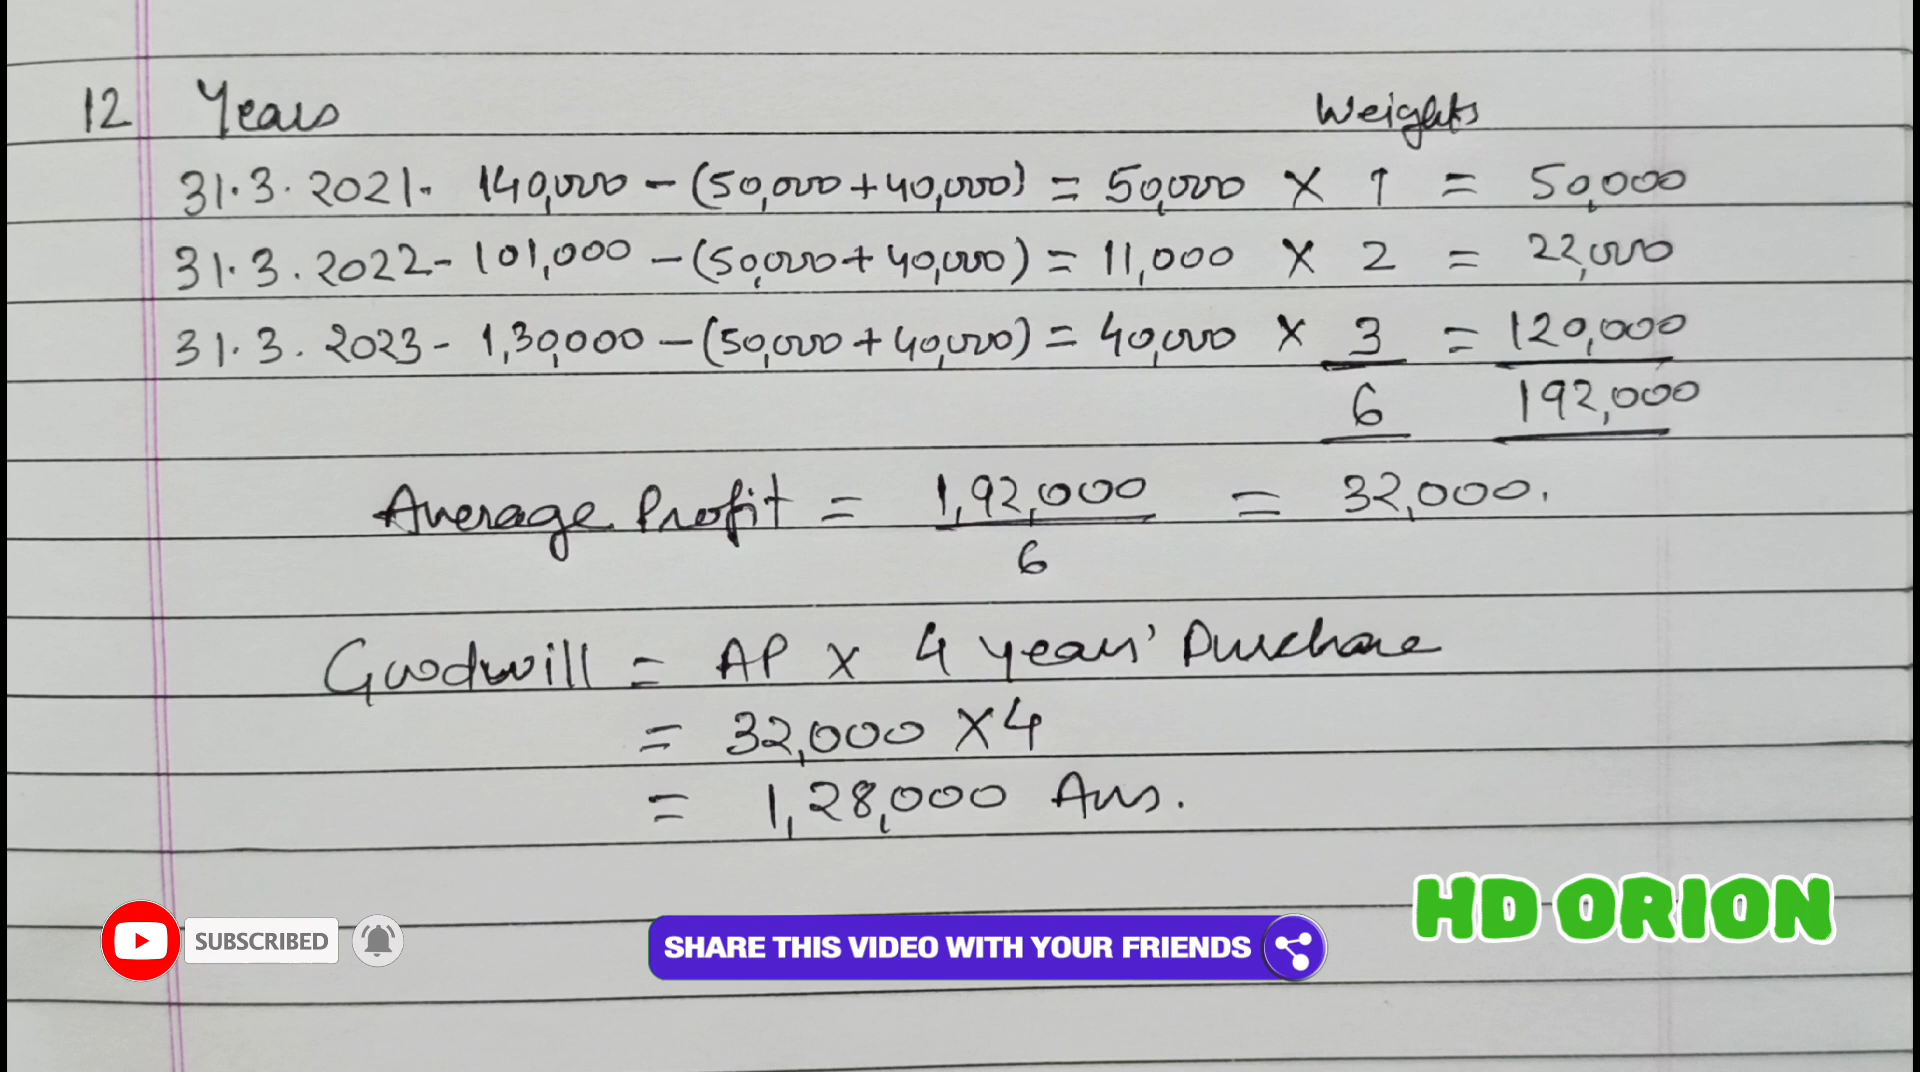 12 Years Weights
31.3.2021. 140,000 - (50,000 + 40,000) = 50,000 X 1 = 50,000
31.3.2022 - 101,000 - (50,000 + 40,000) = 11,000 X 2 = 22,000
31.3.2023 - 1,30,000 - (50,000 + 40,000) = 40,000 X 3 = 120,000
6 192,000
Average Profit = 1,92,000 / 6 = 32,000.
Goodwill = AP X 4 years' Purchase
= 32,000 X 4
= 1,28,000 Ans.
HD ORION
SUBSCRIBED
SHARE THIS VIDEO WITH YOUR FRIENDS